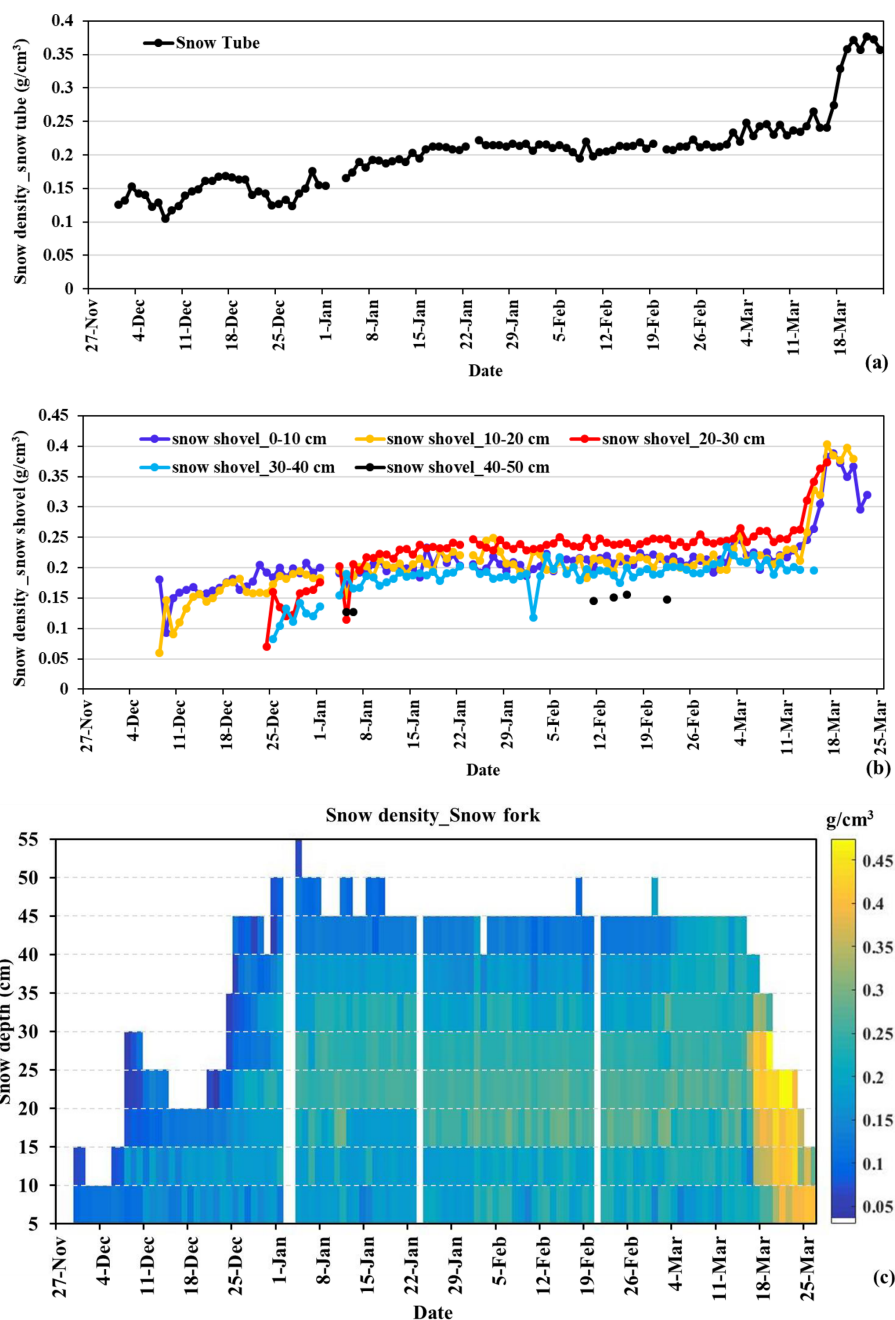 0.4
0.35
0.3
0.25
0.2
0.15
0.1
0.05
0
Snow density_snow tube (g/cm³)
Snow Tube
27-Nov 4-Dec 11-Dec 18-Dec 25-Dec 1-Jan 8-Jan 15-Jan 22-Jan 29-Jan 5-Feb 12-Feb 19-Feb 26-Feb 4-Mar 11-Mar 18-Mar
Date
(a)
0.45
0.4
0.35
0.3
0.25
0.2
0.15
0.1
0.05
0
Snow density_snow shovel (g/cm³)
snow shovel_0-10 cm snow shovel_10-20 cm snow shovel_20-30 cm
snow shovel_30-40 cm snow shovel_40-50 cm
27-Nov 4-Dec 11-Dec 18-Dec 25-Dec 1-Jan 8-Jan 15-Jan 22-Jan 29-Jan 5-Feb 12-Feb 19-Feb 26-Feb 4-Mar 11-Mar 18-Mar 25-Mar
Date
(b)
Snow density_Snow fork
g/cm³
55
50
45
40
35
30
25
20
15
10
5
Snow depth (cm)
0.45
0.4
0.35
0.3
0.25
0.2
0.15
0.1
0.05
27-Nov 4-Dec 11-Dec 18-Dec 25-Dec 1-Jan 8-Jan 15-Jan 22-Jan 29-Jan 5-Feb 12-Feb 19-Feb 26-Feb 4-Mar 11-Mar 18-Mar 25-Mar
Date
(c)